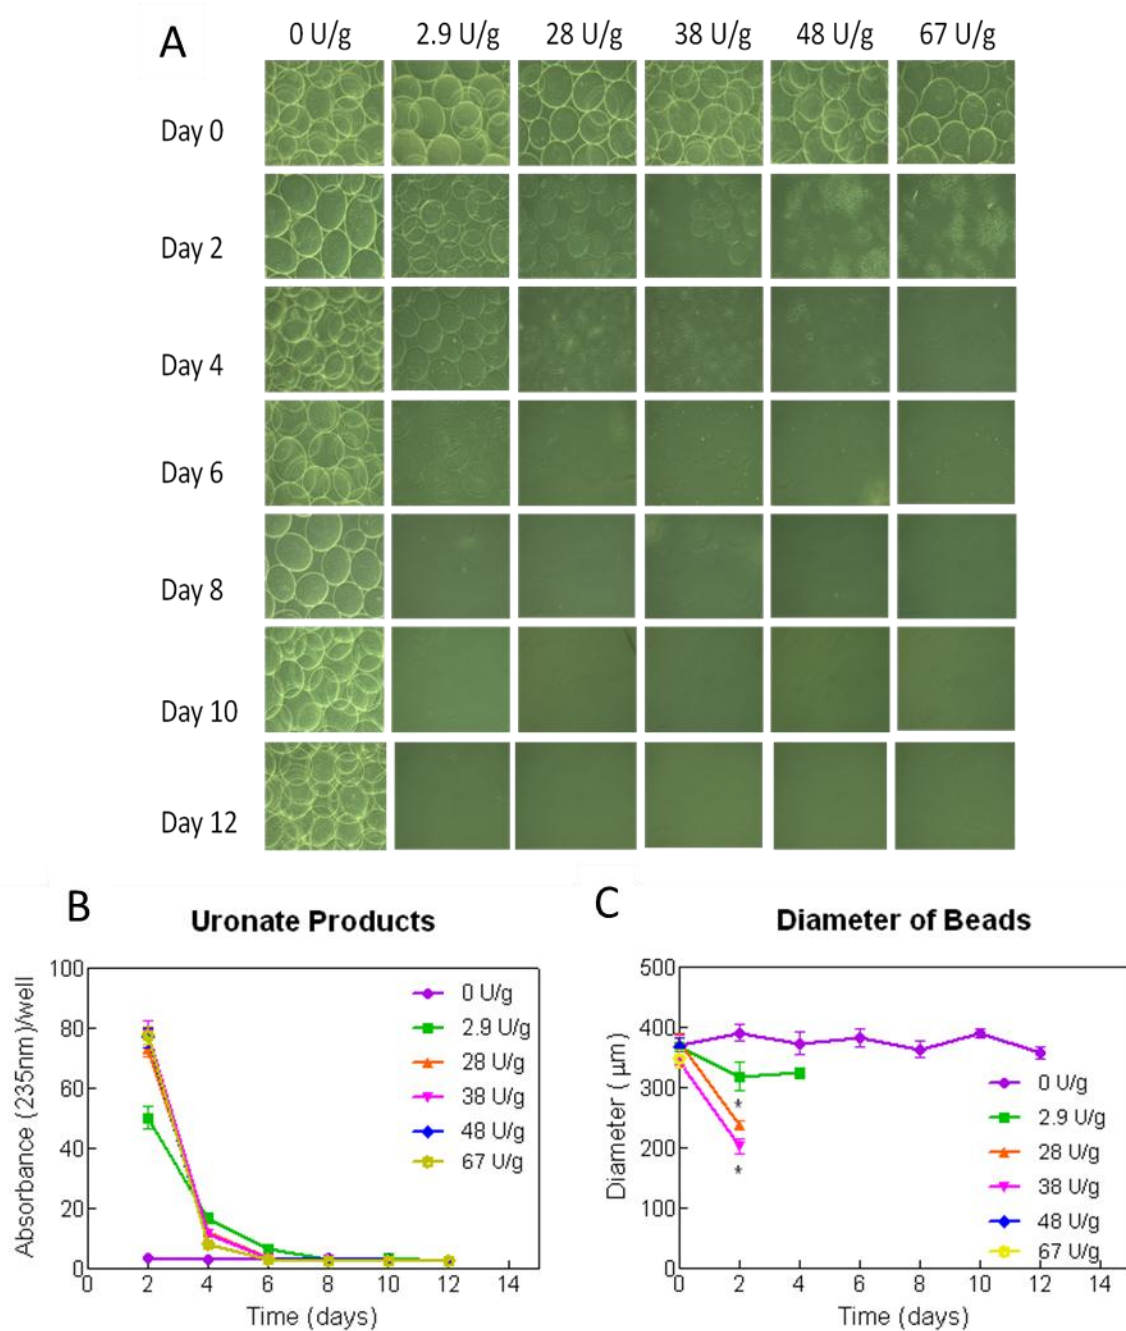 A
0 U/g 2.9 U/g 28 U/g 38 U/g 48 U/g 67 U/g
Day 0
Day 2
Day 4
Day 6
Day 8
Day 10
Day 12
B
Uronate Products
Absorbance (235nm)/well
100
80
60
40
20
0
0 2 4 6 8 10 12 14
Time (days)
0 U/g
2.9 U/g
28 U/g
38 U/g
48 U/g
67 U/g
C
Diameter of Beads
Diameter (µm)
500
400
300
200
100
0
0 2 4 6 8 10 12 14
Time (days)
*
*
0 U/g
2.9 U/g
28 U/g
38 U/g
48 U/g
67 U/g